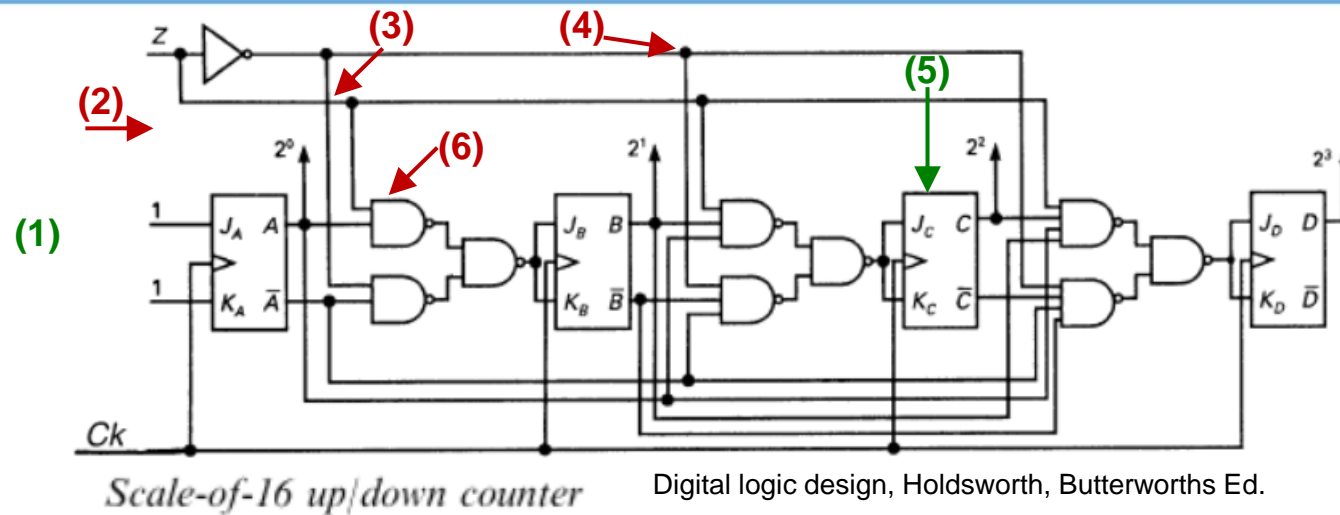 (3)
(4)
Z
(5)
(2)
(6)
2⁰
2¹
2²
2³
(1)
1
J_A A
J_B B
J_C C
J_D D
1
K_A A̅
K_B B̅
K_C C̅
K_D D̅
Ck
Scale-of-16 up/down counter
Digital logic design, Holdsworth, Butterworths Ed.